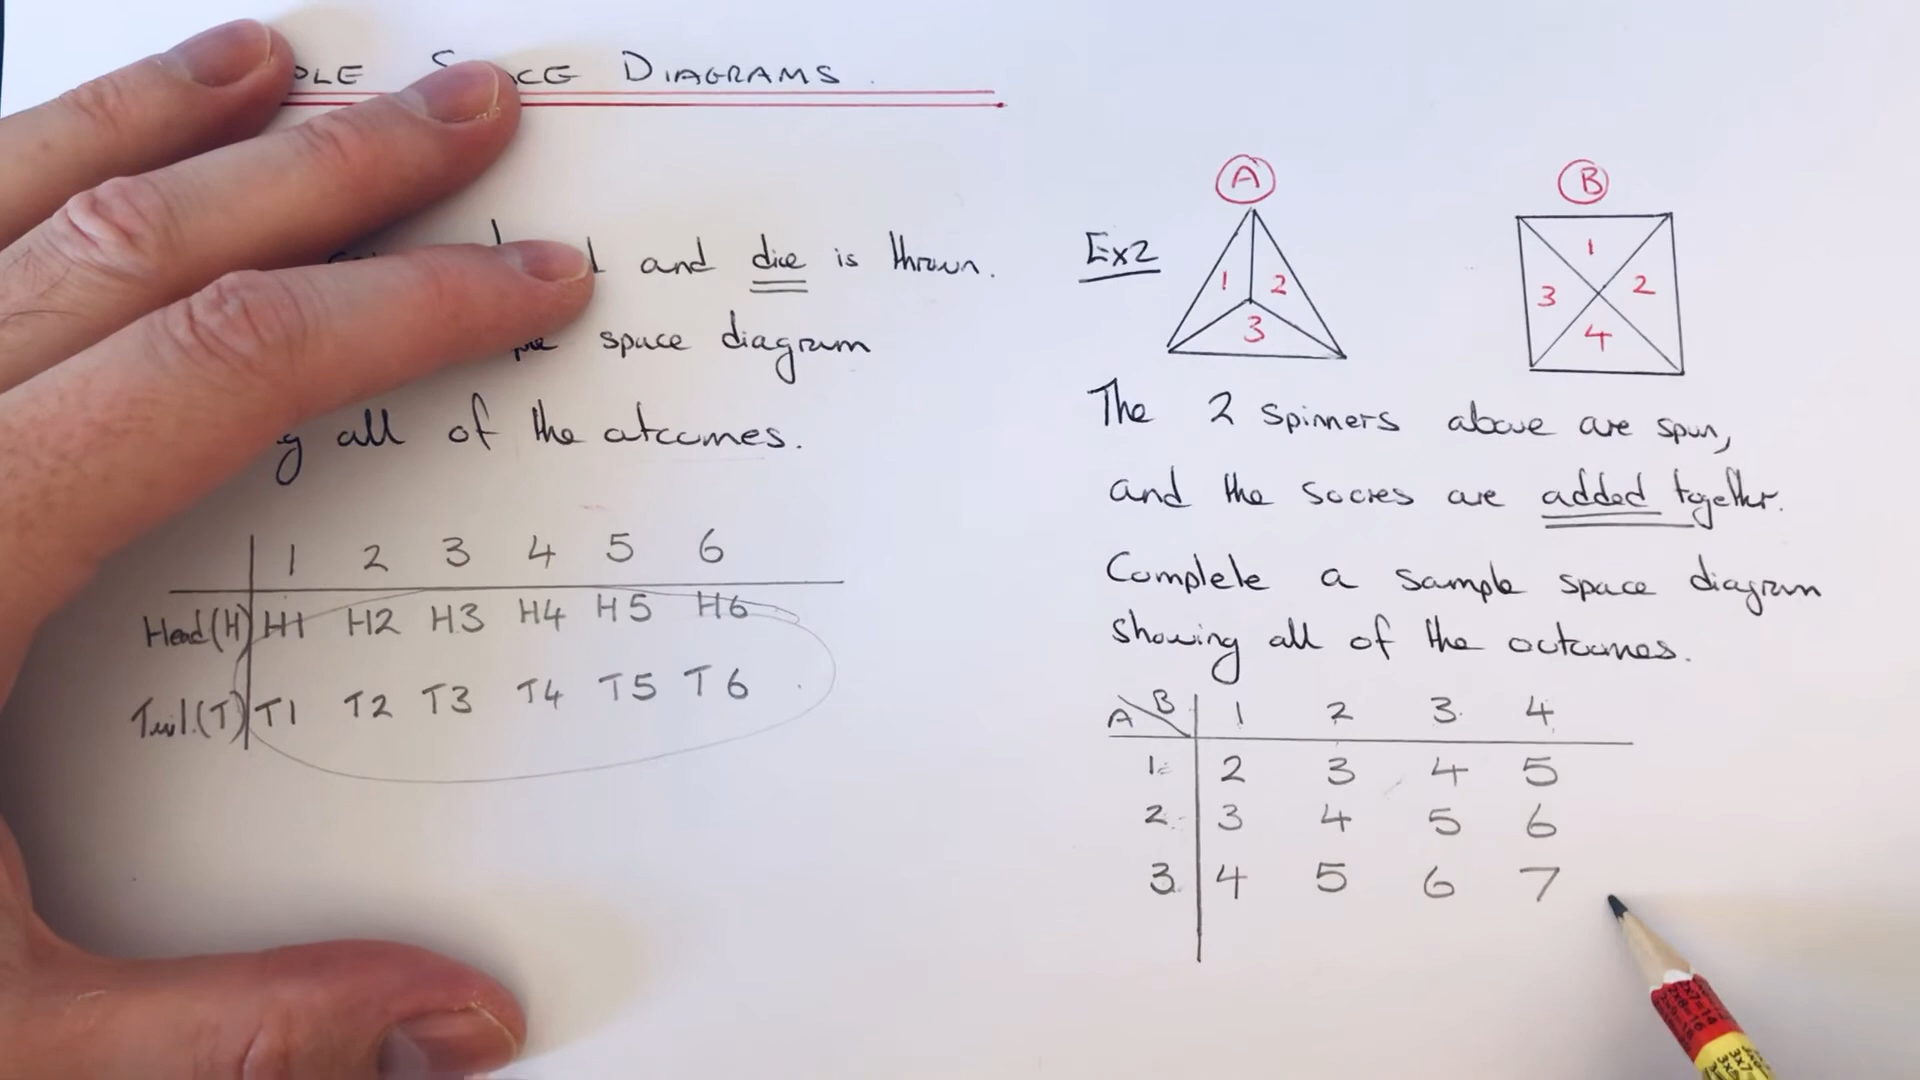 DIAGRAMS.
and dice is thrown.
space diagram
all of the outcomes.
1 2 3 4 5 6
Head(H) H1 H2 H3 H4 H5 H6
Tail(T) T1 T2 T3 T4 T5 T6
A B
Ex2
1 2 3
1 2 3 4
The 2 spinners above are spun,
and the socres are added together.
Complete a sample space diagram
showing all of the outcomes.
A B 1 2 3 4
1 2 3 4 5
2 3 4 5 6
3 4 5 6 7